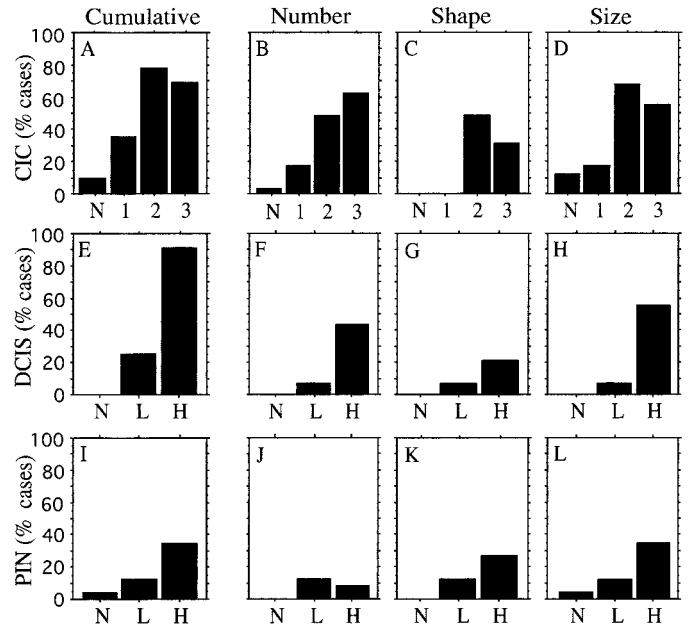 Cumulative Number Shape Size
CIC (% cases)
100 A B C D
80
60
40
20
0
N 1 2 3 N 1 2 3 N 1 2 3 N 1 2 3
DCIS (% cases)
100 E F G H
80
60
40
20
0
N L H N L H N L H N L H
PIN (% cases)
100 I J K L
80
60
40
20
0
N L H N L H N L H N L H